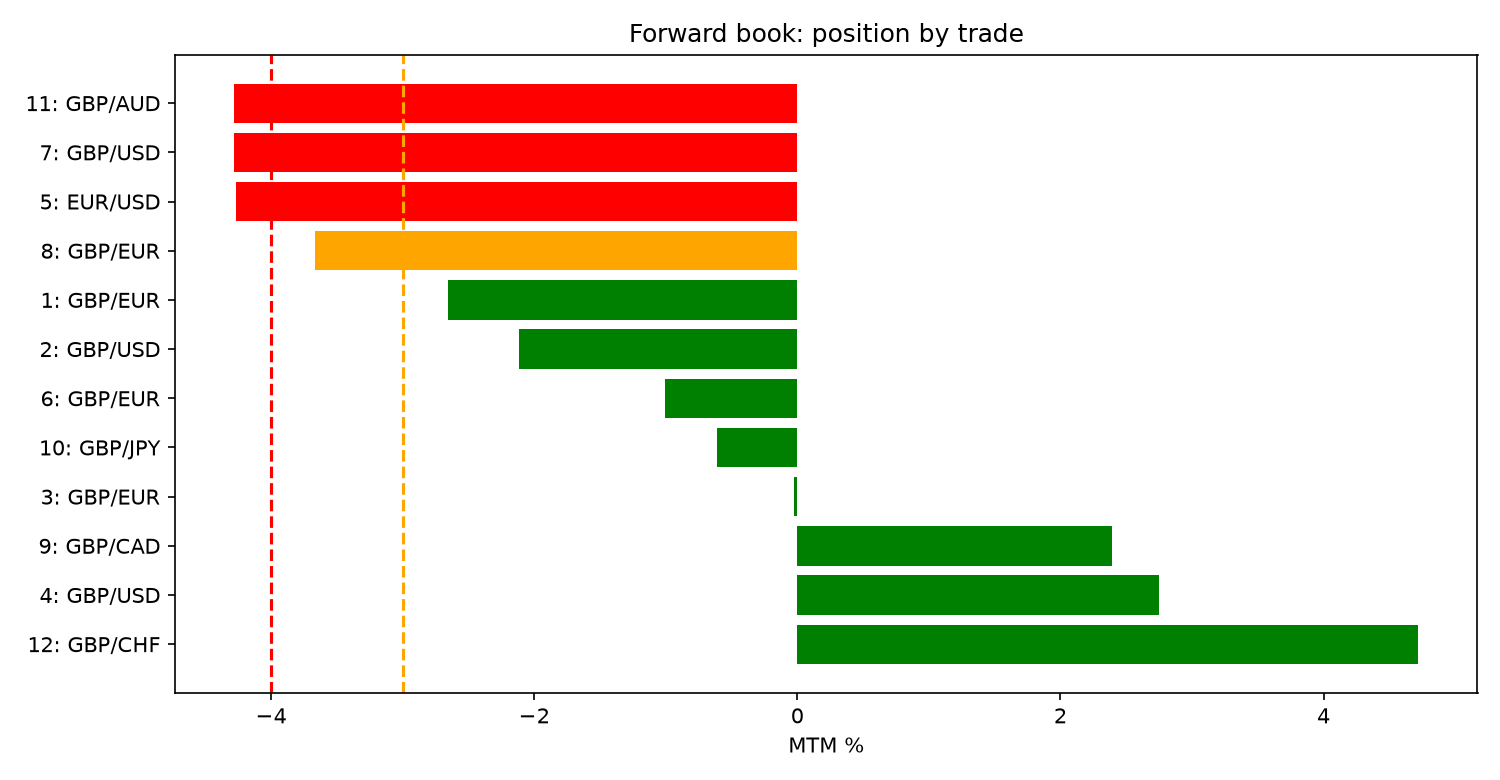 Forward book: position by trade
11: GBP/AUD
7: GBP/USD
5: EUR/USD
8: GBP/EUR
1: GBP/EUR
2: GBP/USD
6: GBP/EUR
10: GBP/JPY
3: GBP/EUR
9: GBP/CAD
4: GBP/USD
12: GBP/CHF
−4 −2 0 2 4
MTM %